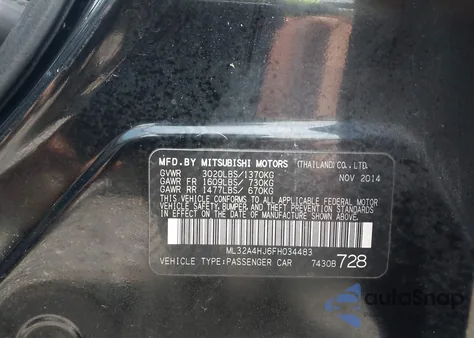 MFD.BY MITSUBISHI MOTORS (THAILAND) CO., LTD.
GVWR 3020LBS/1370KG NOV 2014
GAWR FR 1609LBS/ 730KG
GAWR RR 1477LBS/ 670KG
THIS VEHICLE CONFORMS TO ALL APPLICABLE FEDERAL MOTOR
VEHICLE SAFETY, BUMPER, AND THEFT PREVENTION STANDARDS
IN EFFECT ON THE DATE OF MANUFACTURE SHOWN ABOVE.
ML32A4HJ6FH034483
VEHICLE TYPE:PASSENGER CAR 7430B 728
autoSnap